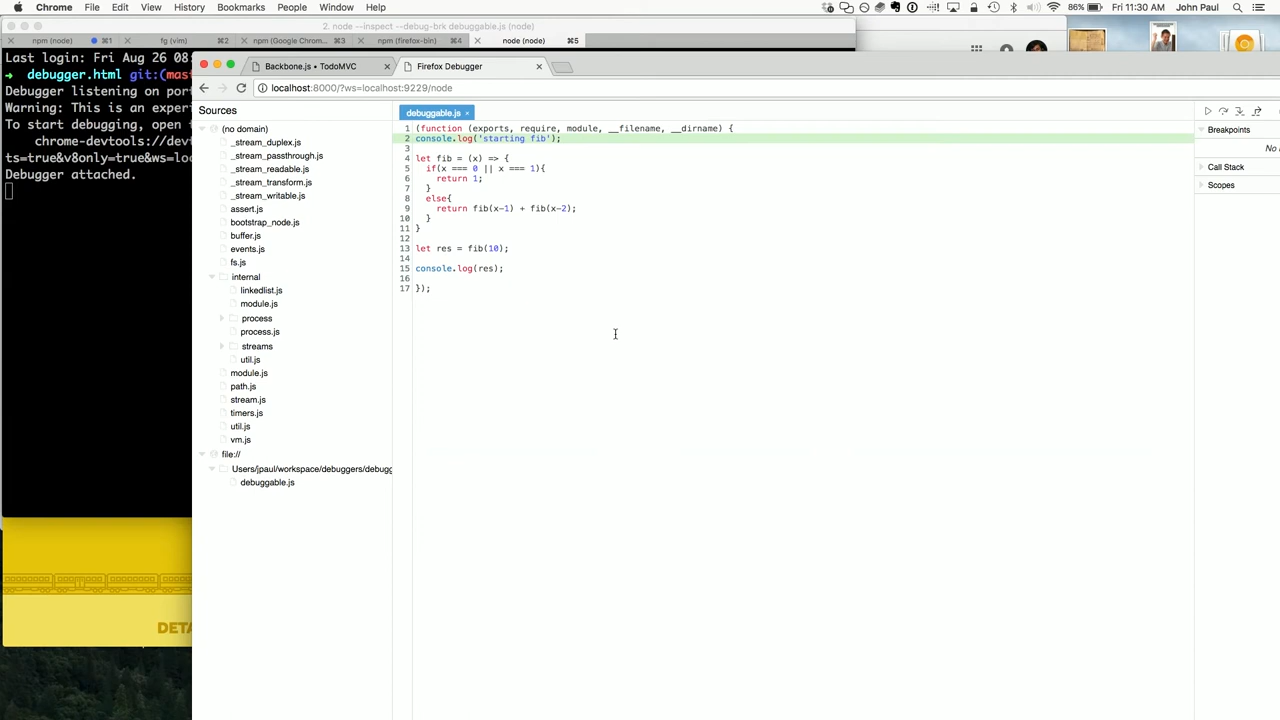 Chrome File Edit View History Bookmarks People Window Help 86% Fri 11:30 AM John Paul
2. node --inspect --debug-brk debuggable.js (node)
npm (node) ⌘1 fg (vim) ⌘2 npm (Google Chrom... ⌘3 npm (firefox-bin) ⌘4 node (node) ⌘5
Last login: Fri Aug 26 08:
➜ debugger.html git:(mas
Debugger listening on por
Warning: This is an exper
To start debugging, open
chrome-devtools://dev
ts=true&v8only=true&ws=loc
Debugger attached.
DETA
Backbone.js • TodoMVC
Firefox Debugger
localhost:8000/?ws=localhost:9229/node
Sources
(no domain)
_stream_duplex.js
_stream_passthrough.js
_stream_readable.js
_stream_transform.js
_stream_writable.js
assert.js
bootstrap_node.js
buffer.js
events.js
fs.js
internal
linkedlist.js
module.js
process
process.js
streams
util.js
module.js
path.js
stream.js
timers.js
util.js
vm.js
file://
Users/jpaul/workspace/debuggers/debugg
debuggable.js
debuggable.js ×
1 (function (exports, require, module, __filename, __dirname) {
2 console.log('starting fib');
3
4 let fib = (x) => {
5 if(x === 0 || x === 1){
6 return 1;
7 }
8 else{
9 return fib(x-1) + fib(x-2);
10 }
11 }
12
13 let res = fib(10);
14
15 console.log(res);
16
17 });
Breakpoints
No
Call Stack
Scopes